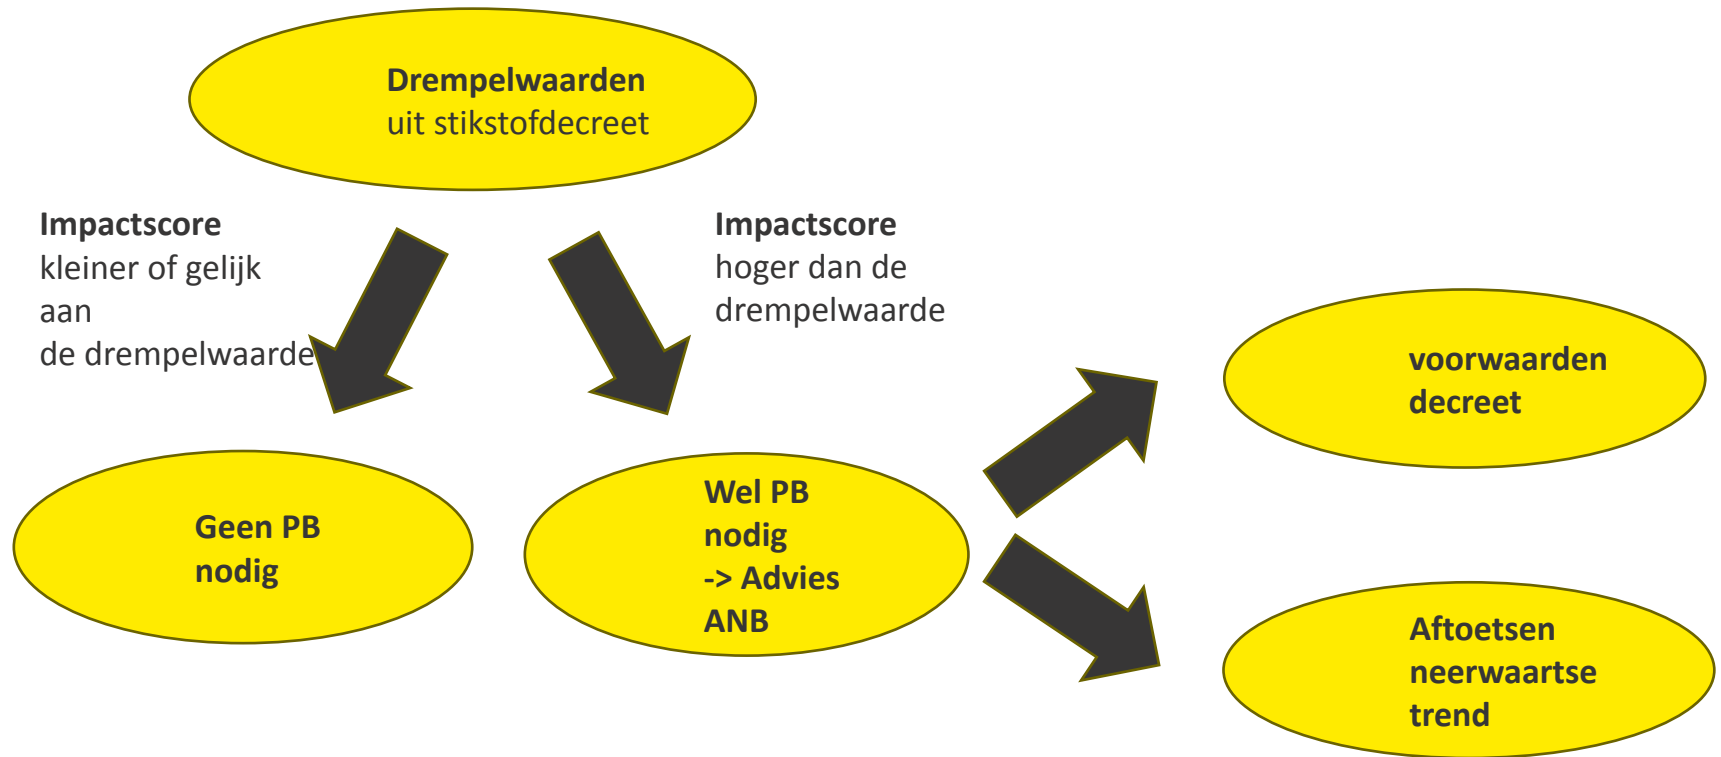 Drempelwaarden
uit stikstofdecreet
Impactscore
kleiner of gelijk
aan
de drempelwaarde
Impactscore
hoger dan de
drempelwaarde
Geen PB
nodig
Wel PB
nodig
-> Advies
ANB
voorwaarden
decreet
Aftoetsen
neerwaartse
trend